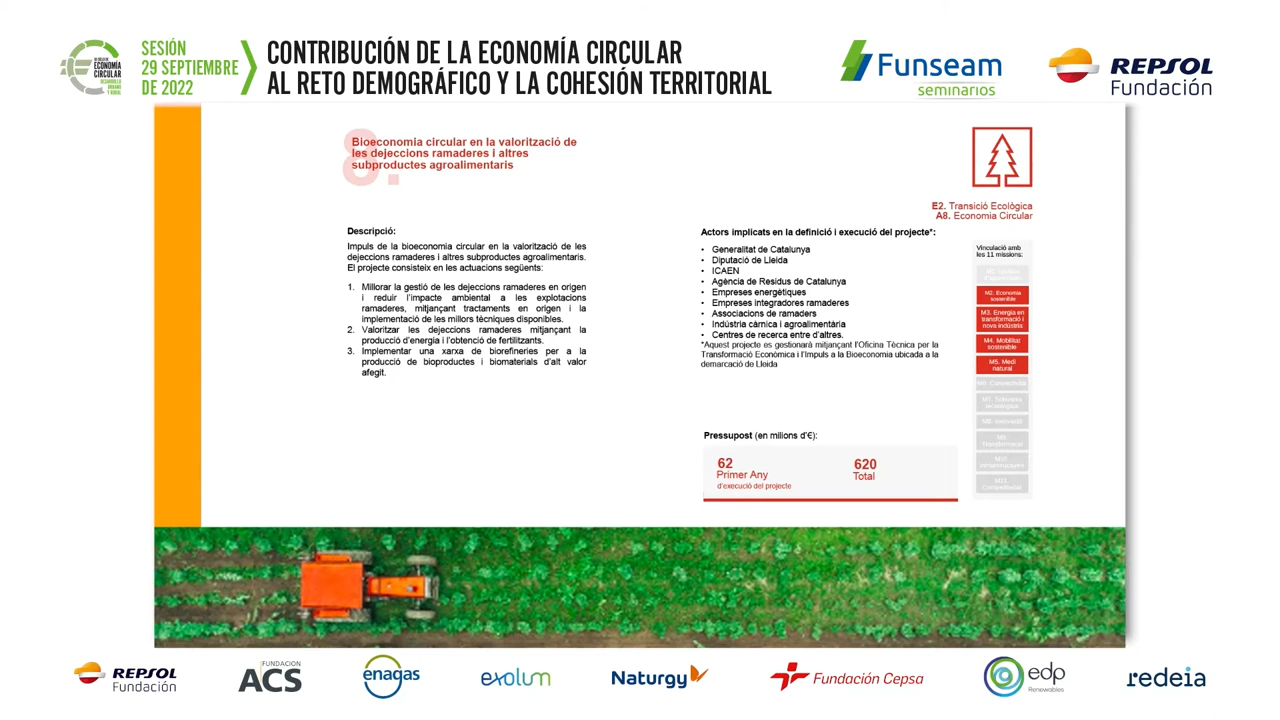 SESIÓN
29 SEPTIEMBRE
DE 2022
CONTRIBUCIÓN DE LA ECONOMÍA CIRCULAR
AL RETO DEMOGRÁFICO Y LA COHESIÓN TERRITORIAL
ECONOMÍA
CIRCULAR
Funseam
seminarios
REPSOL
Fundación
8.
Bioeconomia circular en la valorització de
les dejeccions ramaderes i altres
subproductes agroalimentaris
E2. Transició Ecològica
A8. Economia Circular
Descripció:
Impuls de la bioeconomia circular en la valorització de les
dejeccions ramaderes i altres subproductes agroalimentaris.
El projecte consisteix en les actuacions següents:
1. Millorar la gestió de les dejeccions ramaderes en origen
i reduir l'impacte ambiental a les explotacions
ramaderes, mitjançant tractaments en origen i la
implementació de les millors tècniques disponibles.
2. Valoritzar les dejeccions ramaderes mitjançant la
producció d'energia i l'obtenció de fertilitzants.
3. Implementar una xarxa de biorefineries per a la
producció de bioproductes i biomaterials d'alt valor
afegit.
Actors implicats en la definició i execució del projecte*:
• Generalitat de Catalunya
• Diputació de Lleida
• ICAEN
• Agència de Residus de Catalunya
• Empreses energètiques
• Empreses integradores ramaderes
• Associacions de ramaders
• Indústria càrnica i agroalimentària
• Centres de recerca entre d'altres.
*Aquest projecte es gestionarà mitjançant l'Oficina Tècnica per la
Transformació Econòmica i l'Impuls a la Bioeconomia ubicada a la
demarcació de Lleida
Vinculació amb
les 11 missions:
M2. Economia
sostenible
M3. Energia en
transformació i
nova indústria
M4. Mobilitat
sostenible
M5. Medi
natural
Pressupost (en milions d'€):
62
Primer Any
d'execució del projecte
620
Total
REPSOL
Fundación
FUNDACION
ACS
enagas
exolum
Naturgy
Fundación Cepsa
edp
Renewables
redeia